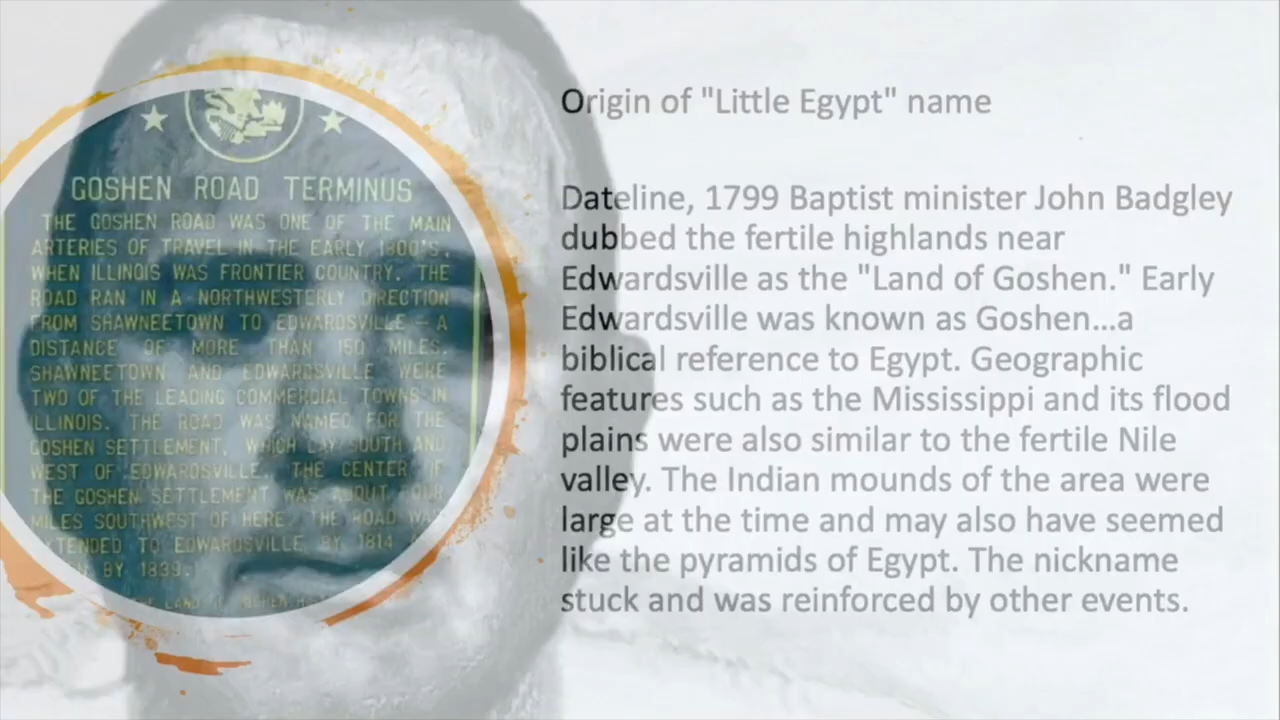 GOSHEN ROAD TERMINUS
THE GOSHEN ROAD WAS ONE OF THE MAIN
ARTERIES OF TRAVEL IN THE EARLY 1800'S,
WHEN ILLINOIS WAS FRONTIER COUNTRY. THE
ROAD RAN IN A NORTHWESTERLY DIRECTION
FROM SHAWNEETOWN TO EDWARDSVILLE - A
DISTANCE OF MORE THAN 150 MILES.
SHAWNEETOWN AND EDWARDSVILLE WERE
TWO OF THE LEADING COMMERCIAL TOWNS IN
ILLINOIS. THE ROAD WAS NAMED FOR THE
GOSHEN SETTLEMENT, WHICH LAY SOUTH AND
WEST OF EDWARDSVILLE. THE CENTER OF
THE GOSHEN SETTLEMENT WAS ABOUT FOUR
MILES SOUTHWEST OF HERE. THE ROAD WAS
TENDED TO EDWARDSVILLE BY 1814
BY 1839.
Origin of "Little Egypt" name
Dateline, 1799 Baptist minister John Badgley
dubbed the fertile highlands near
Edwardsville as the "Land of Goshen." Early
Edwardsville was known as Goshen...a
biblical reference to Egypt. Geographic
features such as the Mississippi and its flood
plains were also similar to the fertile Nile
valley. The Indian mounds of the area were
large at the time and may also have seemed
like the pyramids of Egypt. The nickname
stuck and was reinforced by other events.